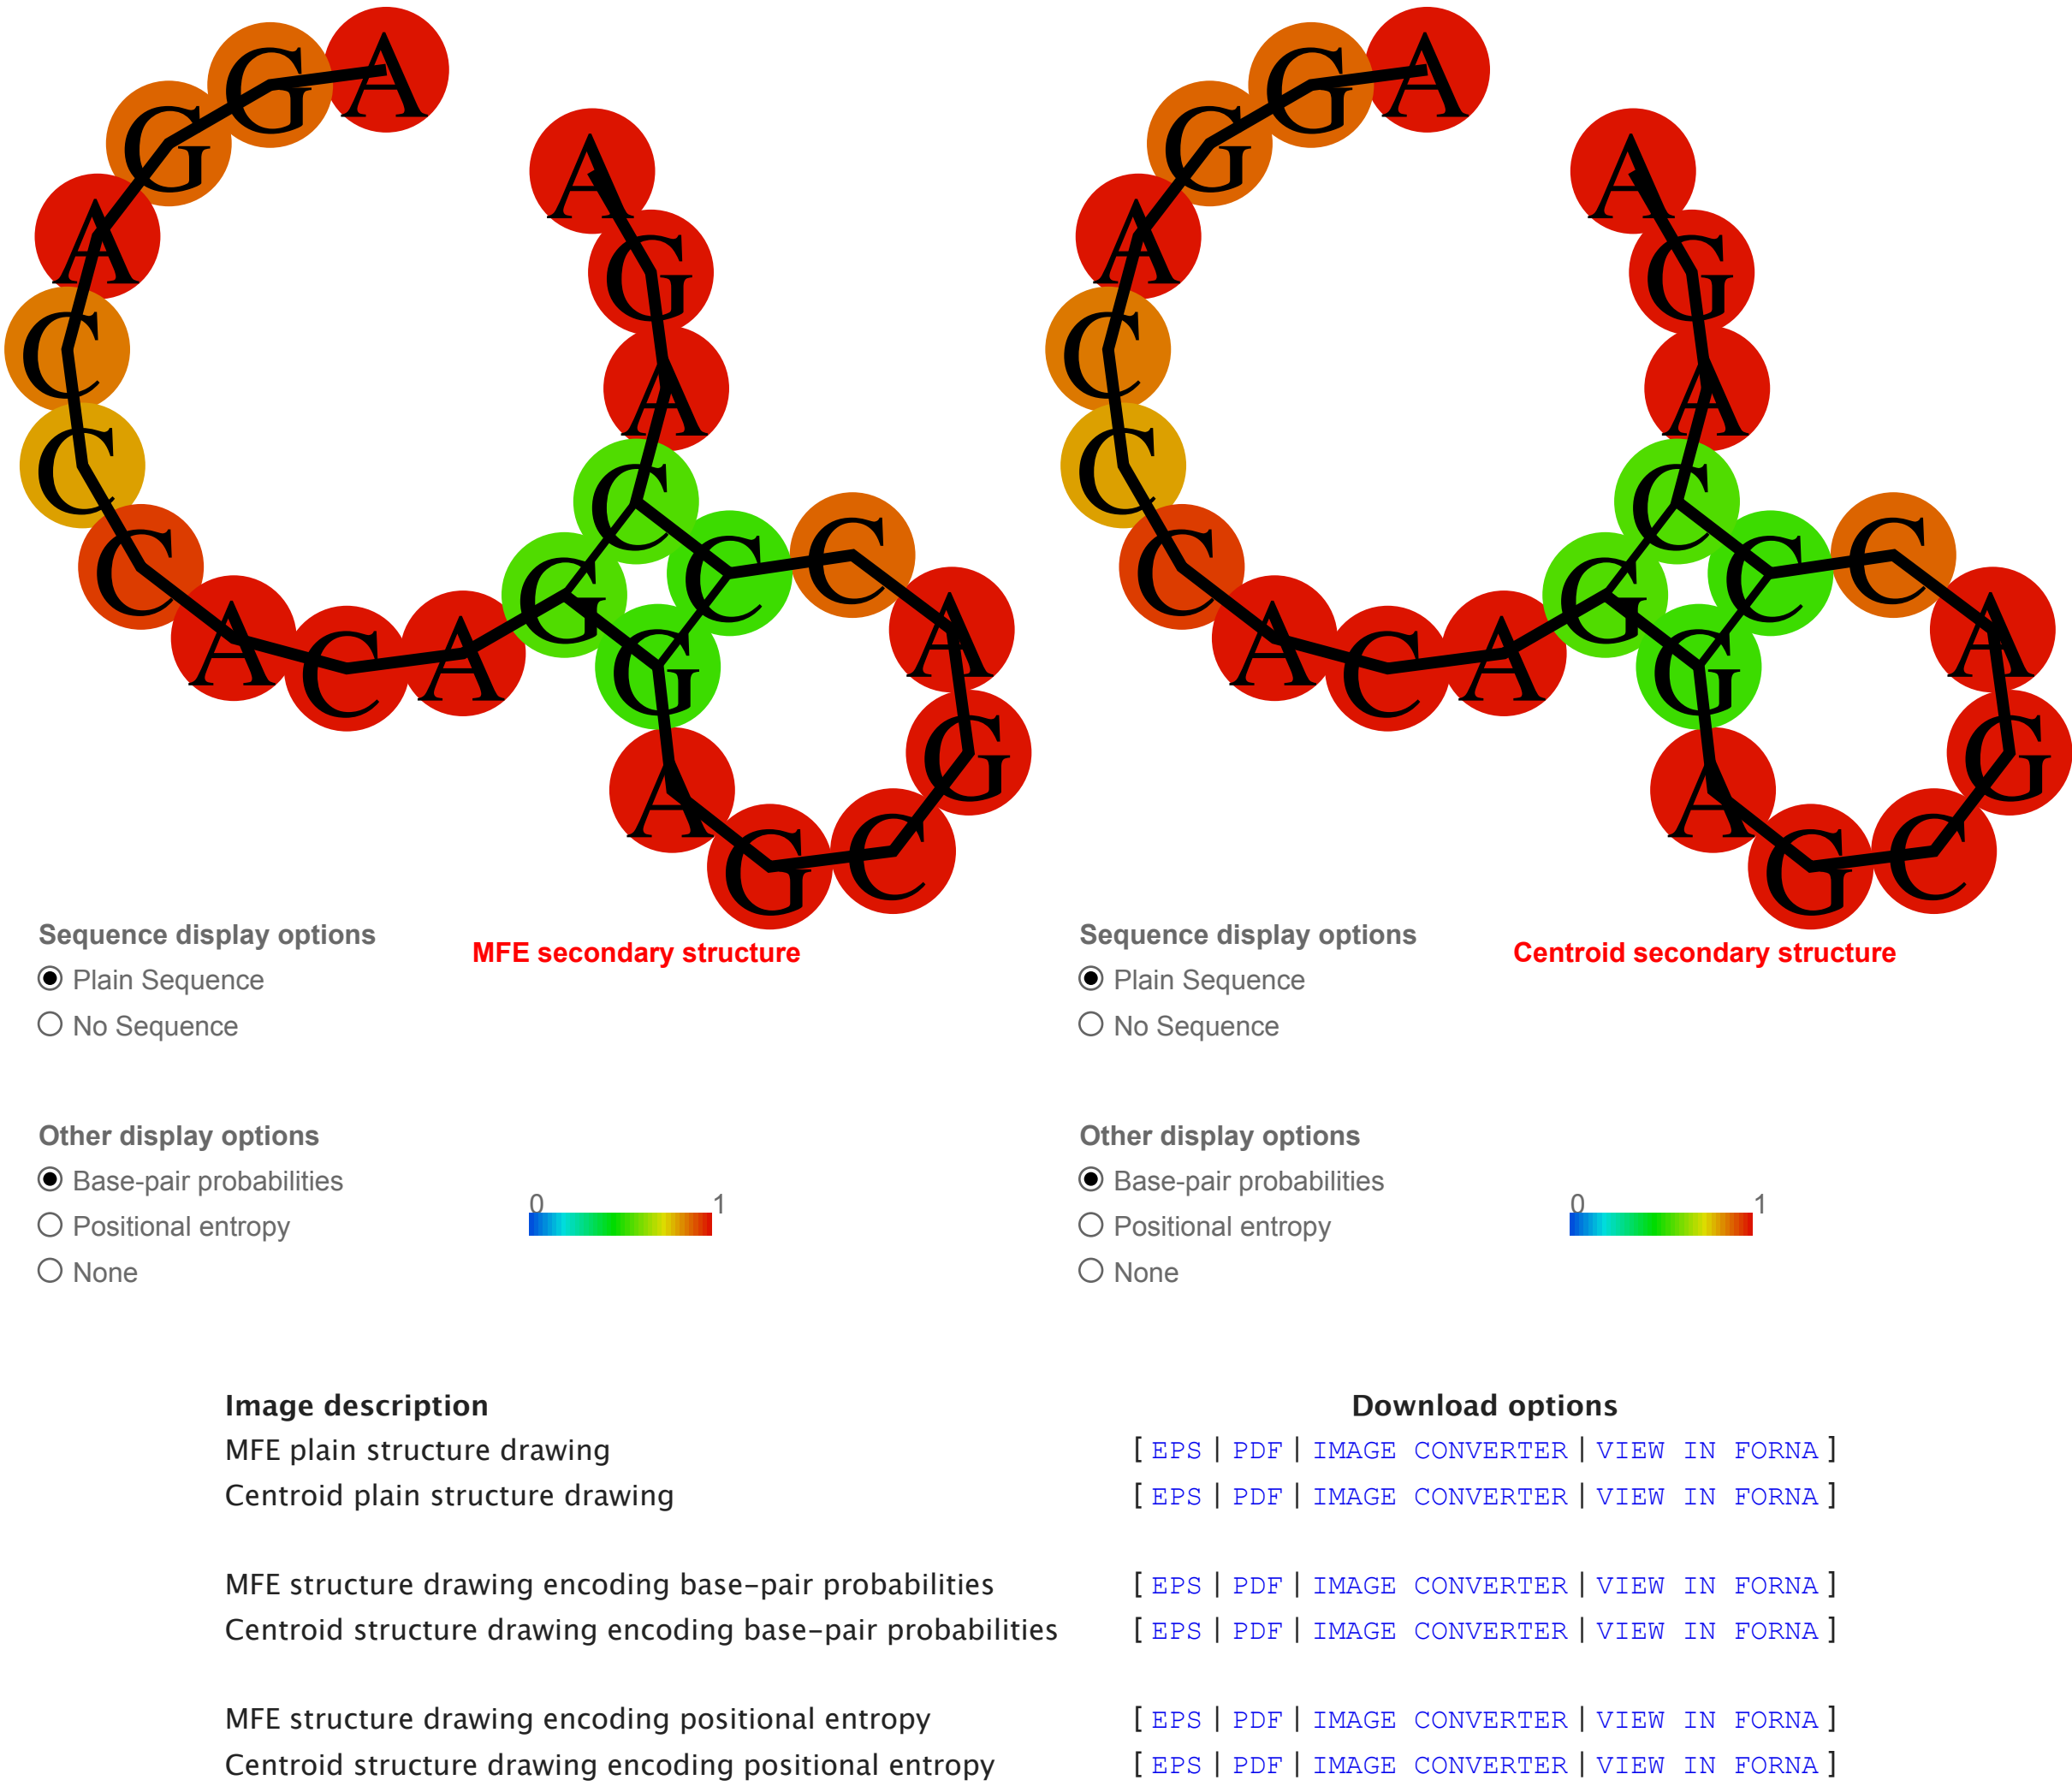 A G G A C C C A C A G G A G C G A C C C A G A
A G G A C C C A C A G G A G C G A C C C A G A
Sequence display options
MFE secondary structure
Plain Sequence
No Sequence
Other display options
Base-pair probabilities
Positional entropy
None
0 1
Sequence display options
Centroid secondary structure
Plain Sequence
No Sequence
Other display options
Base-pair probabilities
Positional entropy
None
0 1
Image description Download options
MFE plain structure drawing [ EPS | PDF | IMAGE CONVERTER | VIEW IN FORNA ]
Centroid plain structure drawing [ EPS | PDF | IMAGE CONVERTER | VIEW IN FORNA ]
MFE structure drawing encoding base-pair probabilities [ EPS | PDF | IMAGE CONVERTER | VIEW IN FORNA ]
Centroid structure drawing encoding base-pair probabilities [ EPS | PDF | IMAGE CONVERTER | VIEW IN FORNA ]
MFE structure drawing encoding positional entropy [ EPS | PDF | IMAGE CONVERTER | VIEW IN FORNA ]
Centroid structure drawing encoding positional entropy [ EPS | PDF | IMAGE CONVERTER | VIEW IN FORNA ]